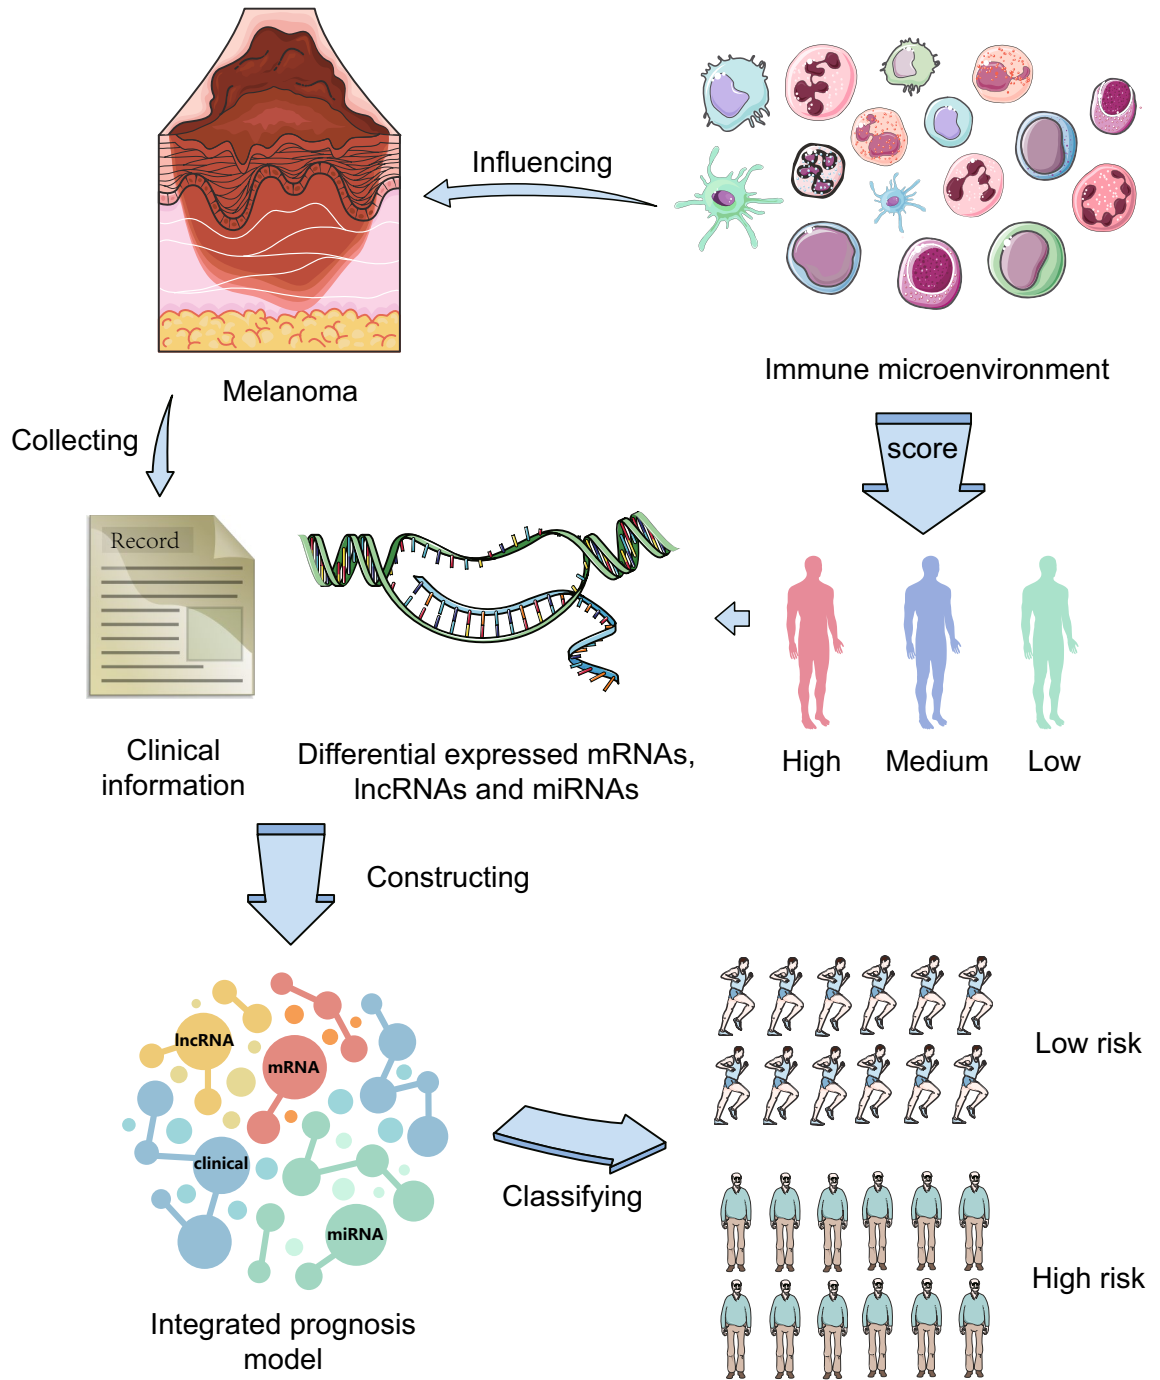 Influencing
Melanoma
Immune microenvironment
Collecting
score
Record
Clinical
information
Differential expressed mRNAs,
lncRNAs and miRNAs
High
Medium
Low
Constructing
lncRNA
mRNA
clinical
miRNA
Integrated prognosis
model
Classifying
Low risk
High risk